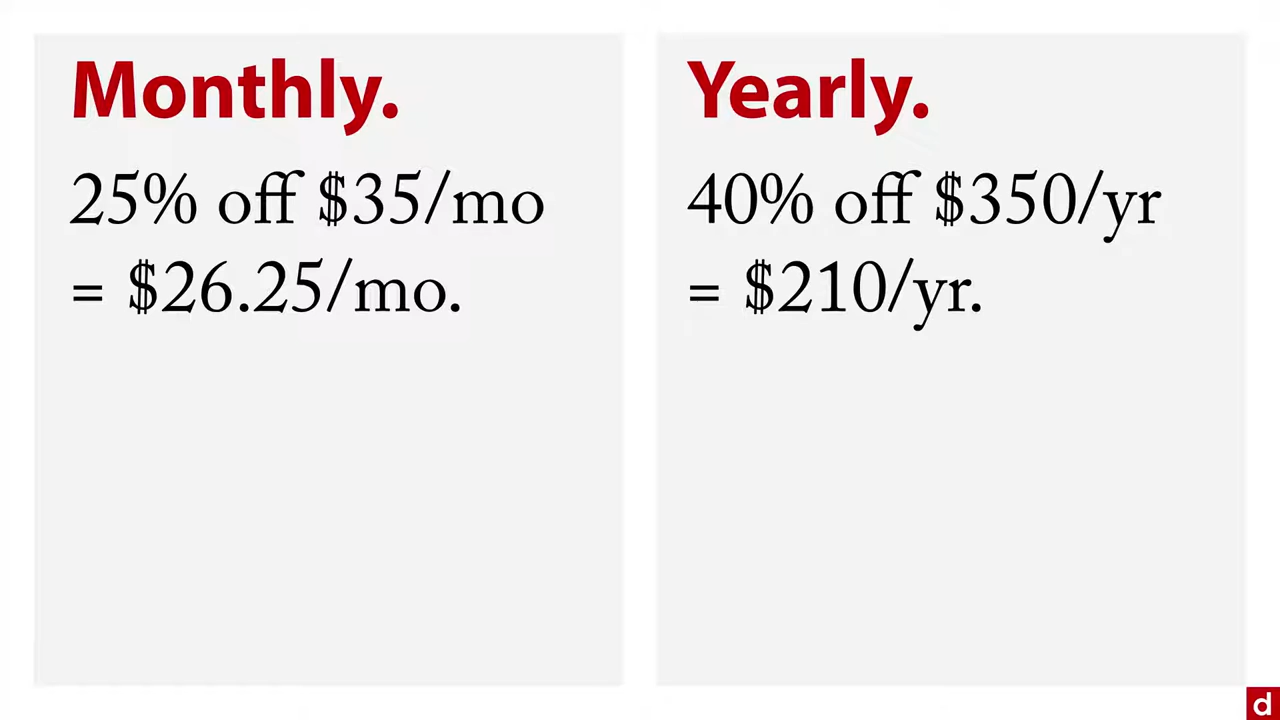 Monthly.
25% off $35/mo
= $26.25/mo.
Yearly.
40% off $350/yr
= $210/yr.
d